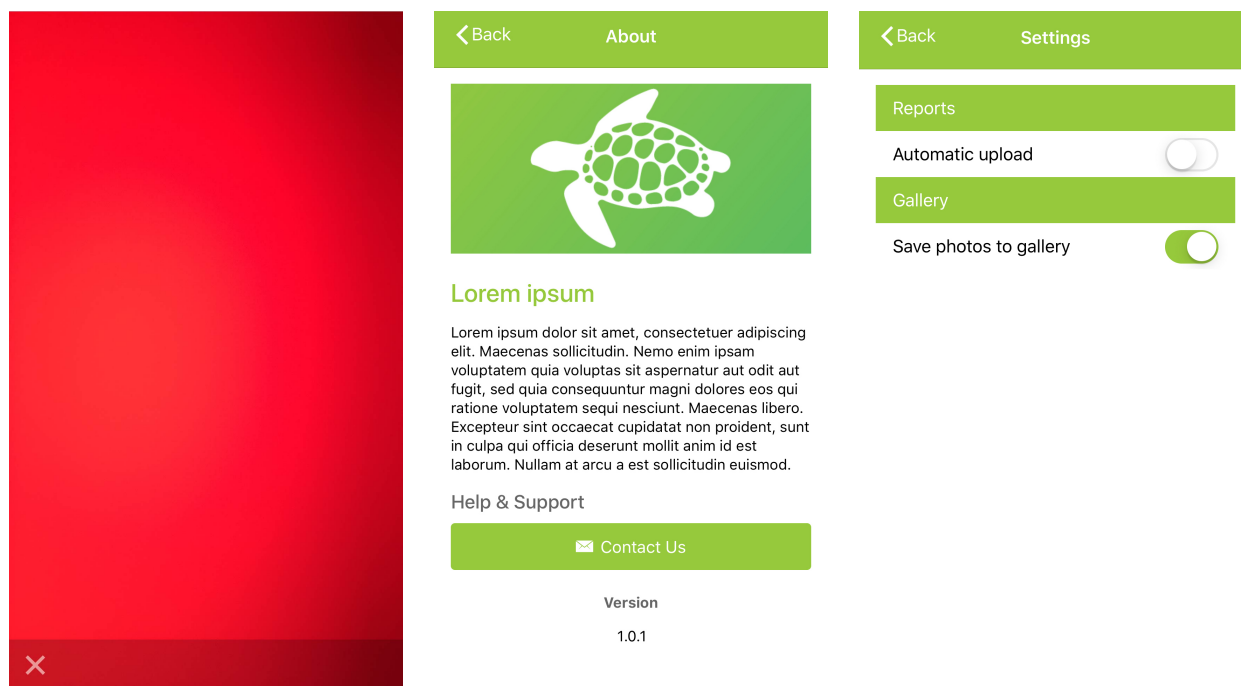 Back
About
Lorem ipsum
Lorem ipsum dolor sit amet, consectetuer adipiscing
elit. Maecenas sollicitudin. Nemo enim ipsam
voluptatem quia voluptas sit aspernatur aut odit aut
fugit, sed quia consequuntur magni dolores eos qui
ratione voluptatem sequi nesciunt. Maecenas libero.
Excepteur sint occaecat cupidatat non proident, sunt
in culpa qui officia deserunt mollit anim id est
laborum. Nullam at arcu a est sollicitudin euismod.
Help & Support
Contact Us
Version
1.0.1
Back
Settings
Reports
Automatic upload
Gallery
Save photos to gallery